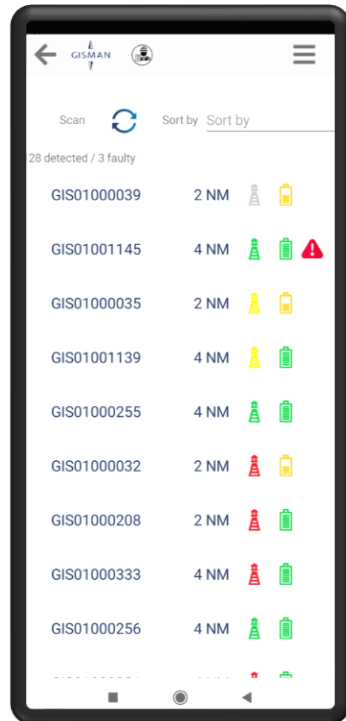 GISMAN
Scan Sort by Sort by
28 detected / 3 faulty
GIS01000039 2 NM
GIS01001145 4 NM
GIS01000035 2 NM
GIS01001139 4 NM
GIS01000255 4 NM
GIS01000032 2 NM
GIS01000208 2 NM
GIS01000333 4 NM
GIS01000256 4 NM